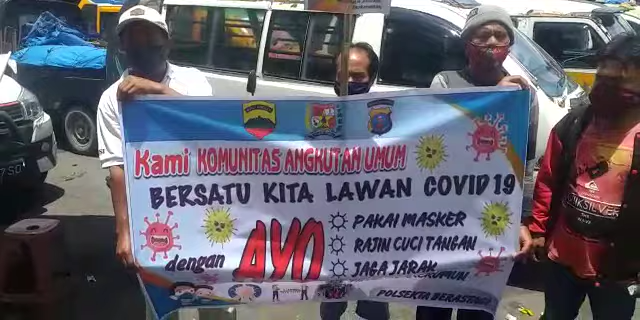 Kami KOMUNITAS ANGKUTAN UMUM
BERSATU KITA LAWAN COVID 19
dengan AYO
PAKAI MASKER
RAJIN CUCI TANGAN
JAGA JARAK
POLSEKTA BERASTAGI
QUIKSILVER